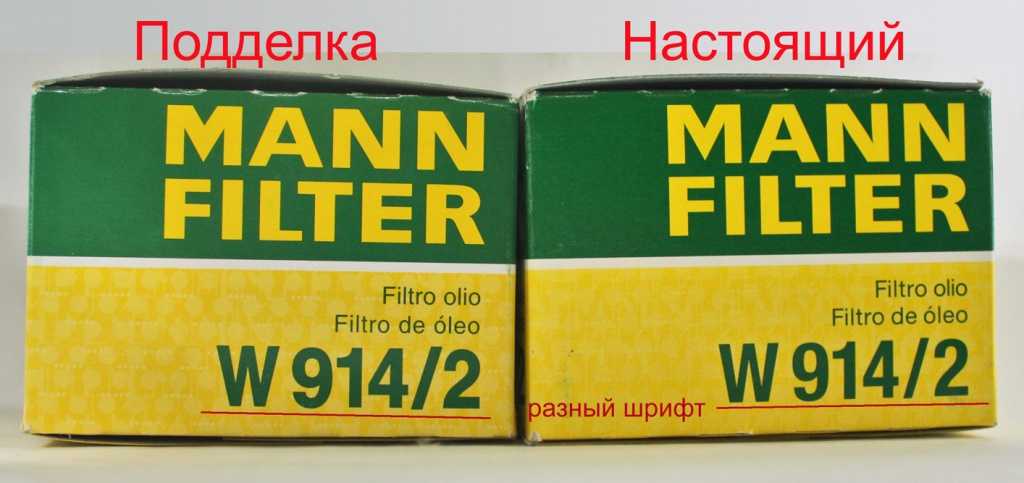 Подделка
Настоящий
MANN
FILTER
Filtro olio
Filtro de óleo
W 914/2
MANN
FILTER
Filtro olio
Filtro de óleo
W 914/2
разный шрифт